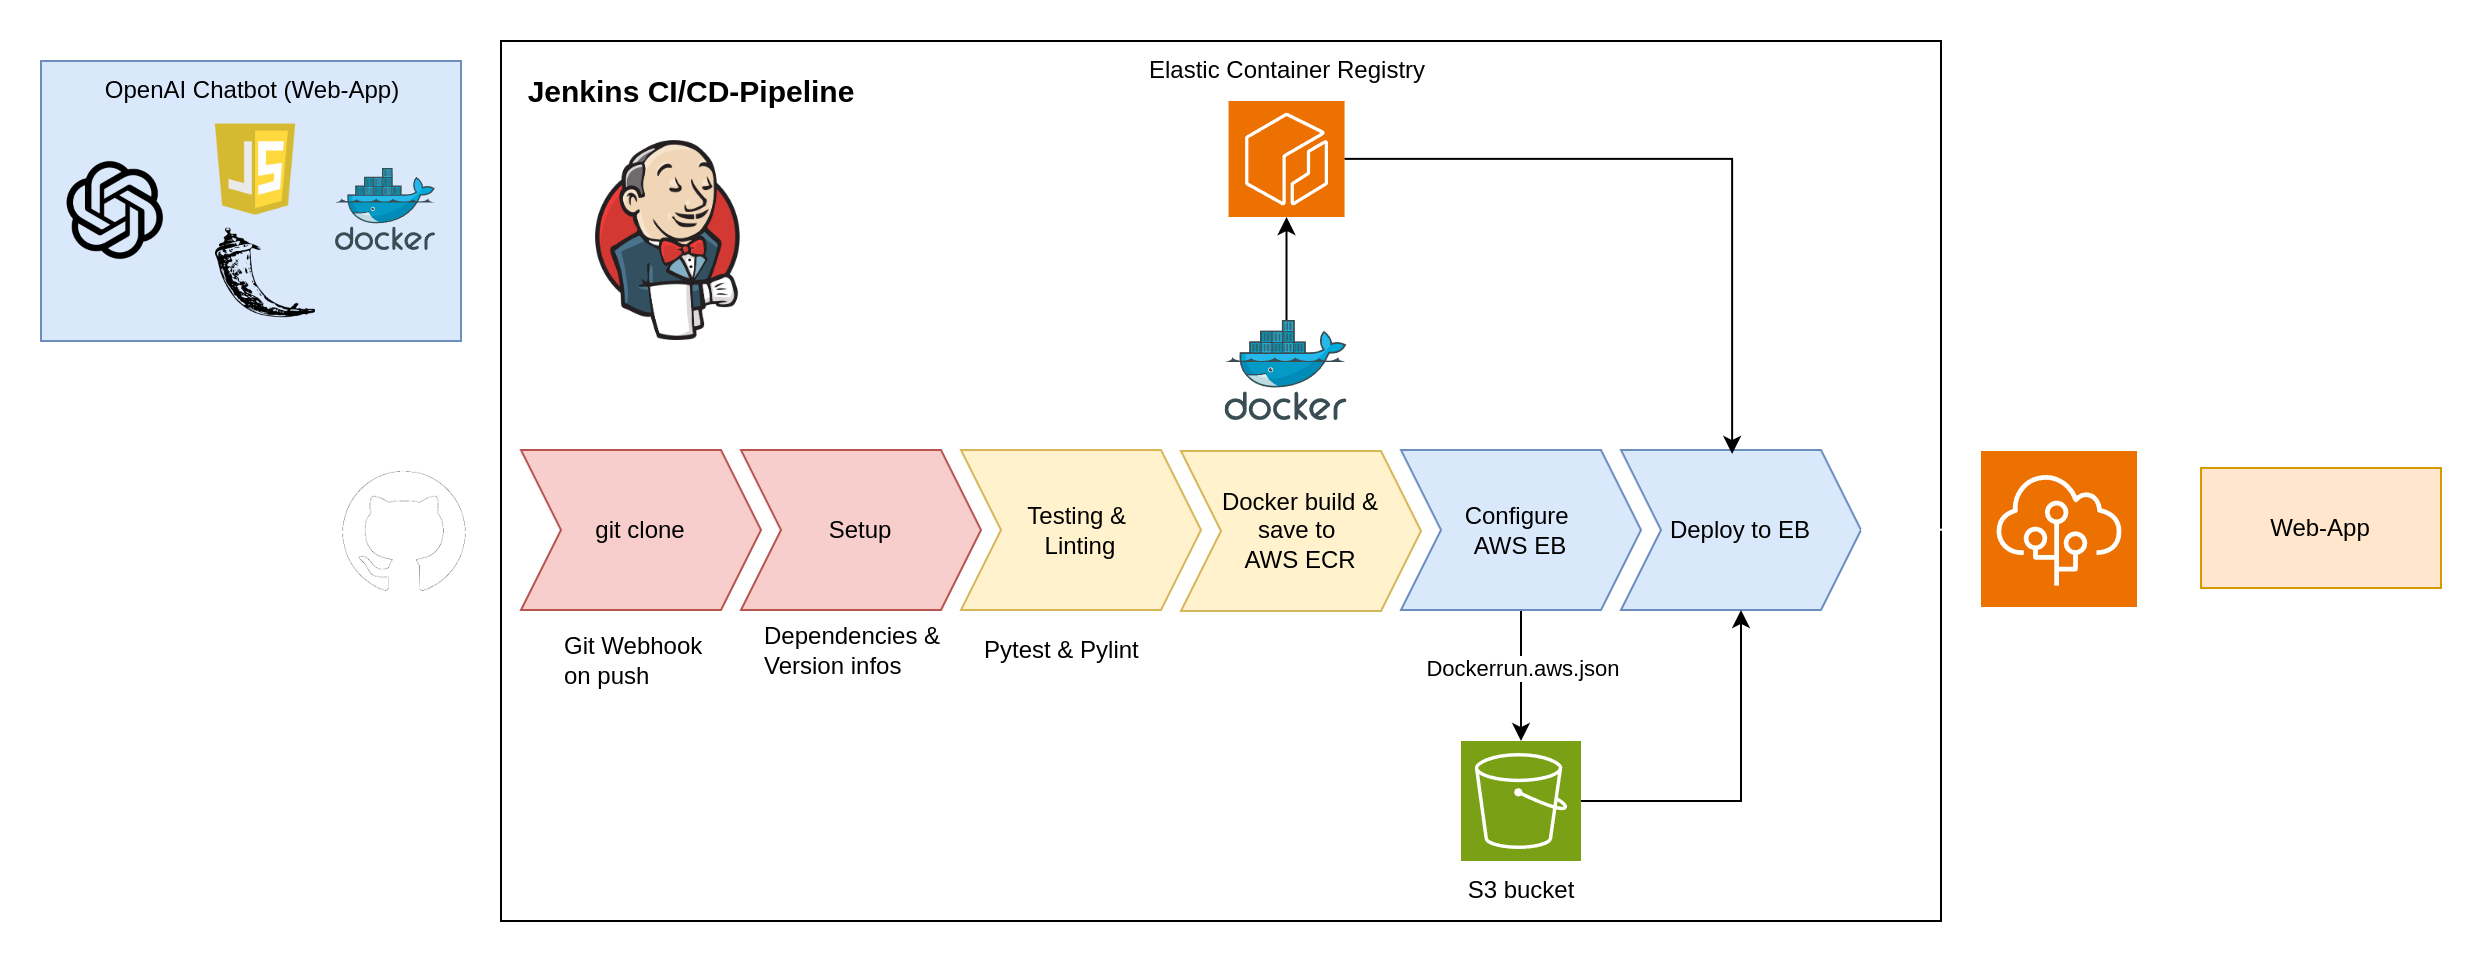 OpenAI Chatbot (Web-App)
JS
docker
Jenkins CI/CD-Pipeline
Elastic Container Registry
docker
git clone
Setup
Testing &
Linting
Docker build &
save to
AWS ECR
Configure
AWS EB
Deploy to EB
Web-App
Git Webhook
on push
Dependencies &
Version infos
Pytest & Pylint
Dockerrun.aws.json
S3 bucket